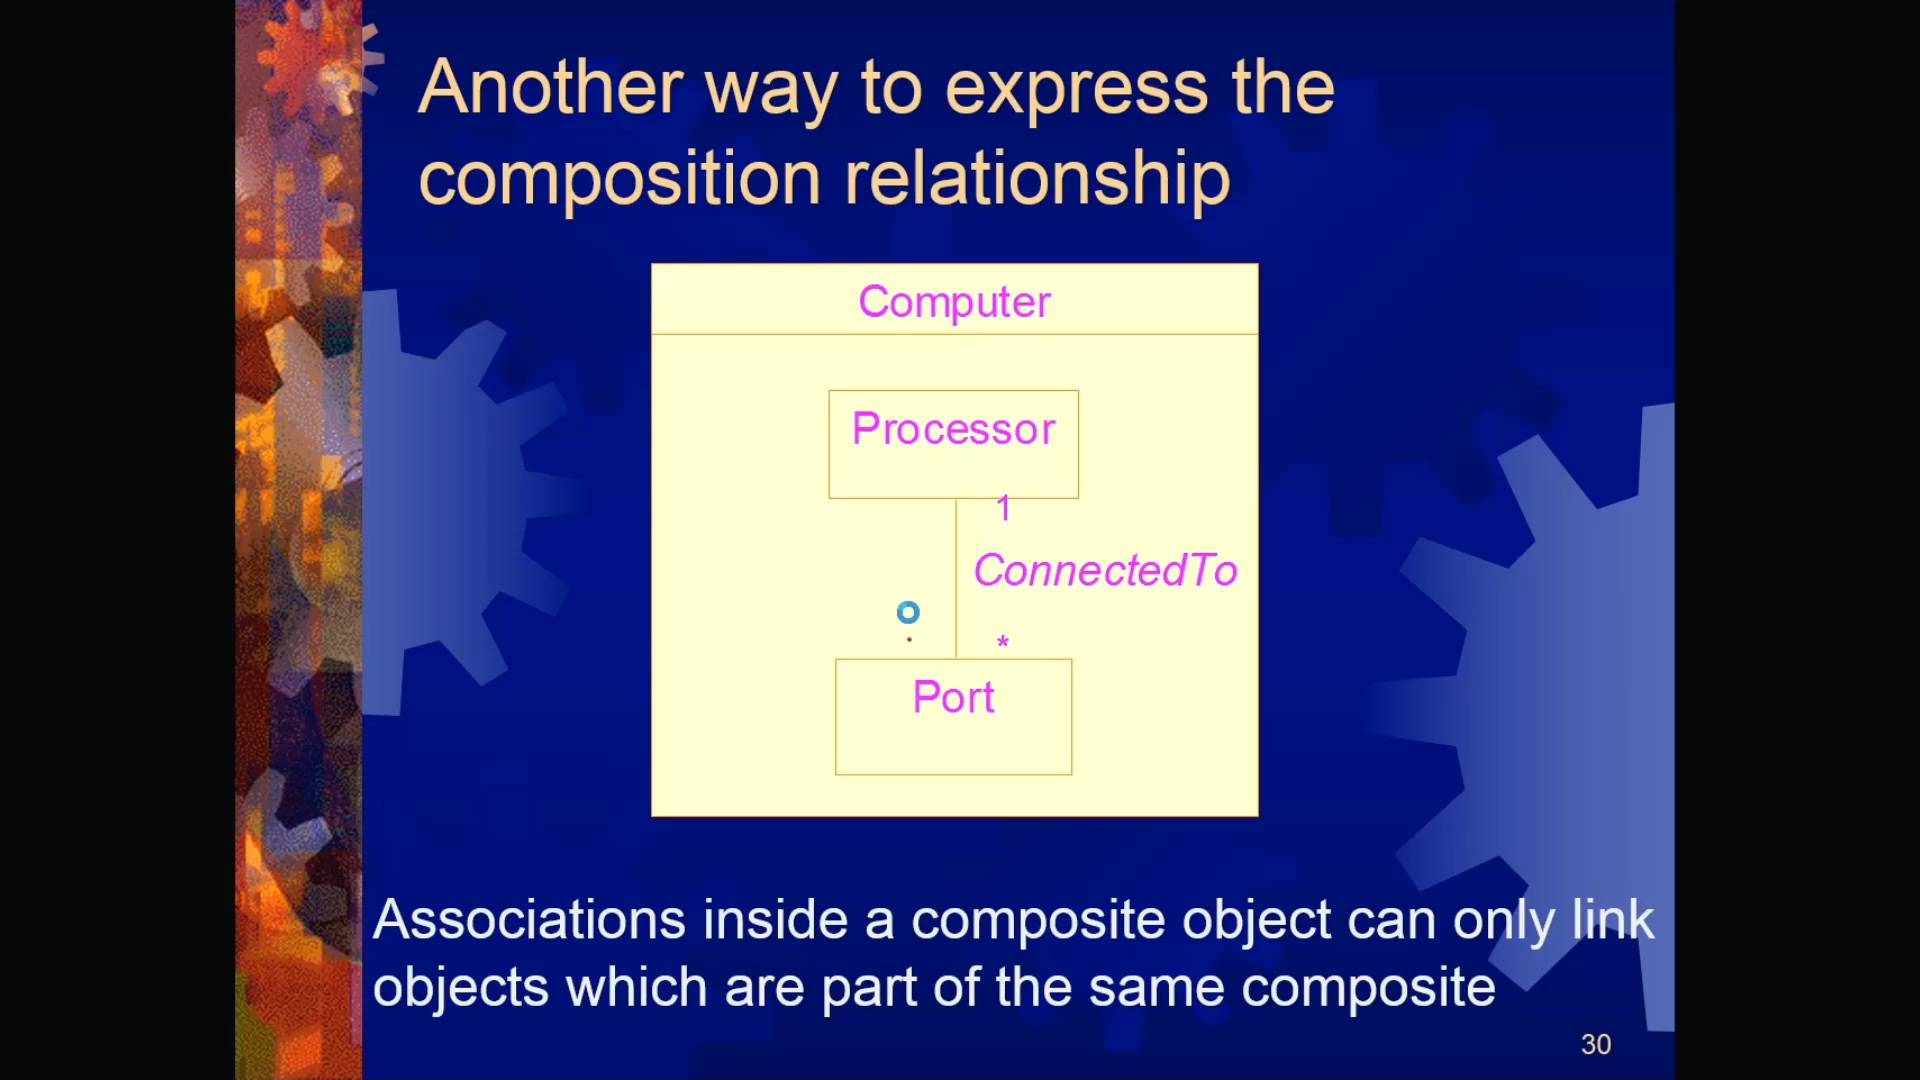 Another way to express the
composition relationship
Computer
Processor
1
ConnectedTo
*
Port
Associations inside a composite object can only link
objects which are part of the same composite
30